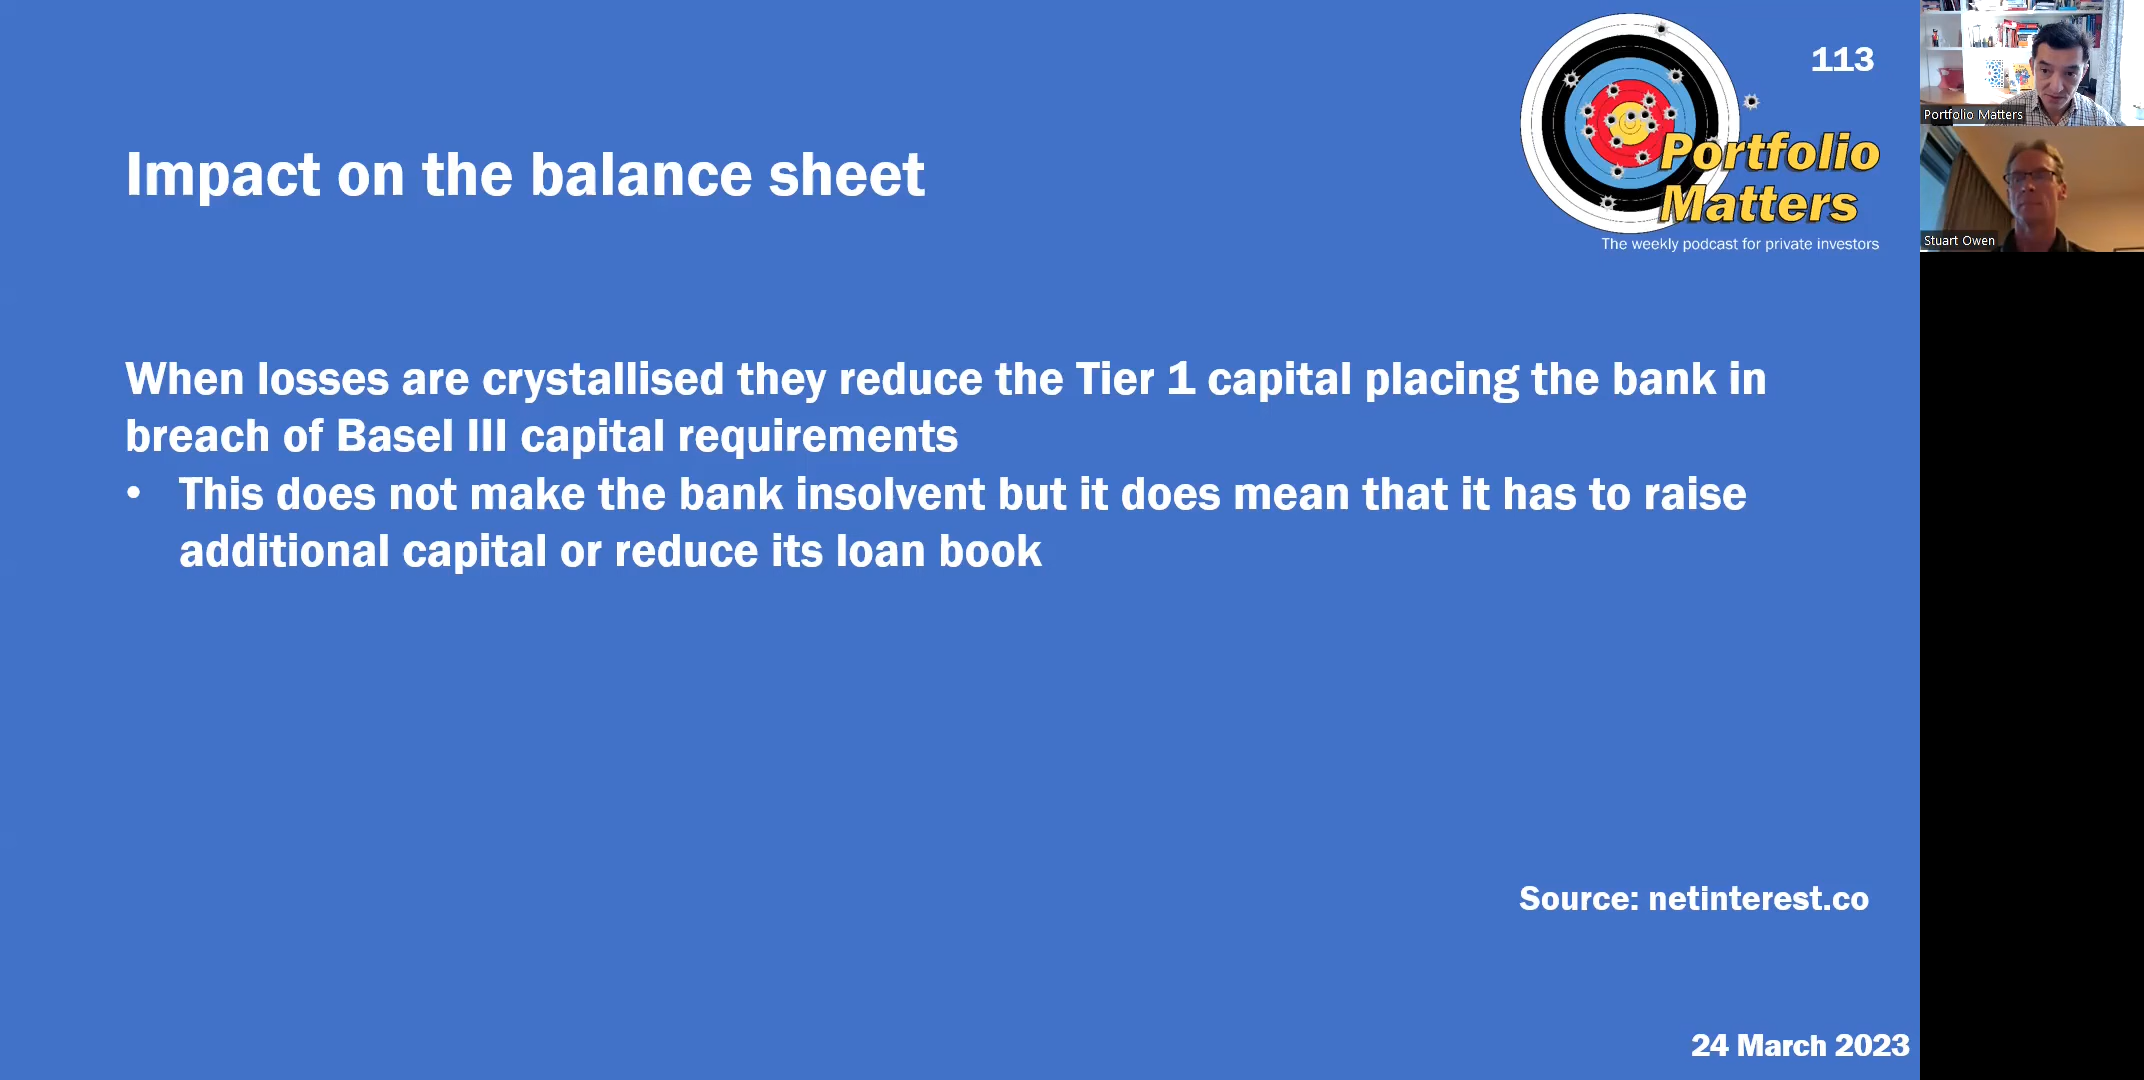 113
Portfolio
Matters
The weekly podcast for private investors
Impact on the balance sheet
When losses are crystallised they reduce the Tier 1 capital placing the bank in
breach of Basel III capital requirements
• This does not make the bank insolvent but it does mean that it has to raise
additional capital or reduce its loan book
Source: netinterest.co
24 March 2023
Portfolio Matters
Stuart Owen